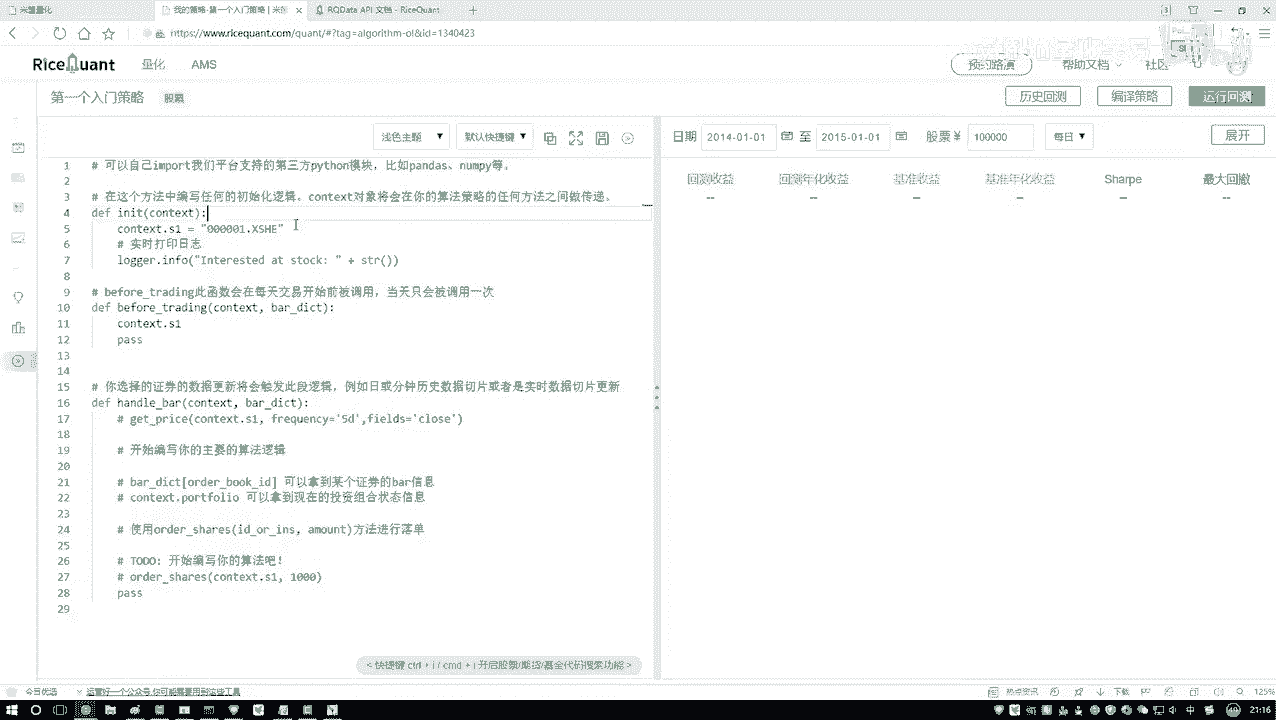 米筐量化
我的策略-第一个入门策略 | 米筐
RQData API 文档 - RiceQuant
https://www.ricequant.com/quant/#?tag=algorithm-ol&id=1340423
RiceQuant
量化
AMS
预约路演
帮助文档
社区
第一个入门策略
股票
历史回测
编译策略
运行回测
浅色主题
默认快捷键
日期
2014-01-01
至
2015-01-01
股票¥
100000
每日
展开
回测收益
回测年化收益
基准收益
基准年化收益
Sharpe
最大回撤
--
--
--
--
--
--
1 # 可以自己import我们平台支持的第三方python模块，比如pandas、numpy等。
2
3 # 在这个方法中编写任何的初始化逻辑。context对象将会在你的算法策略的任何方法之间做传递。
4 def init(context):
5 context.s1 = "000001.XSHE"
6 # 实时打印日志
7 logger.info("Interested at stock: " + str())
8
9 # before_trading此函数会在每天交易开始前被调用，当天只会被调用一次
10 def before_trading(context, bar_dict):
11 context.s1
12 pass
13
14
15 # 你选择的证券的数据更新将会触发此段逻辑，例如日或分钟历史数据切片或者是实时数据切片更新
16 def handle_bar(context, bar_dict):
17 # get_price(context.s1, frequency='5d',fields='close')
18
19 # 开始编写你的主要的算法逻辑
20
21 # bar_dict[order_book_id] 可以拿到某个证券的bar信息
22 # context.portfolio 可以拿到现在的投资组合状态信息
23
24 # 使用order_shares(id_or_ins, amount)方法进行落单
25
26 # TODO: 开始编写你的算法吧！
27 # order_shares(context.s1, 1000)
28 pass
29
< 快捷键 ctrl + i / cmd + i 开启股票/期货/基金代码搜索功能 >
今日优选
运营好一个公众号,你可能需要用到这些工具
热点资讯
下载
125%
中
21:16